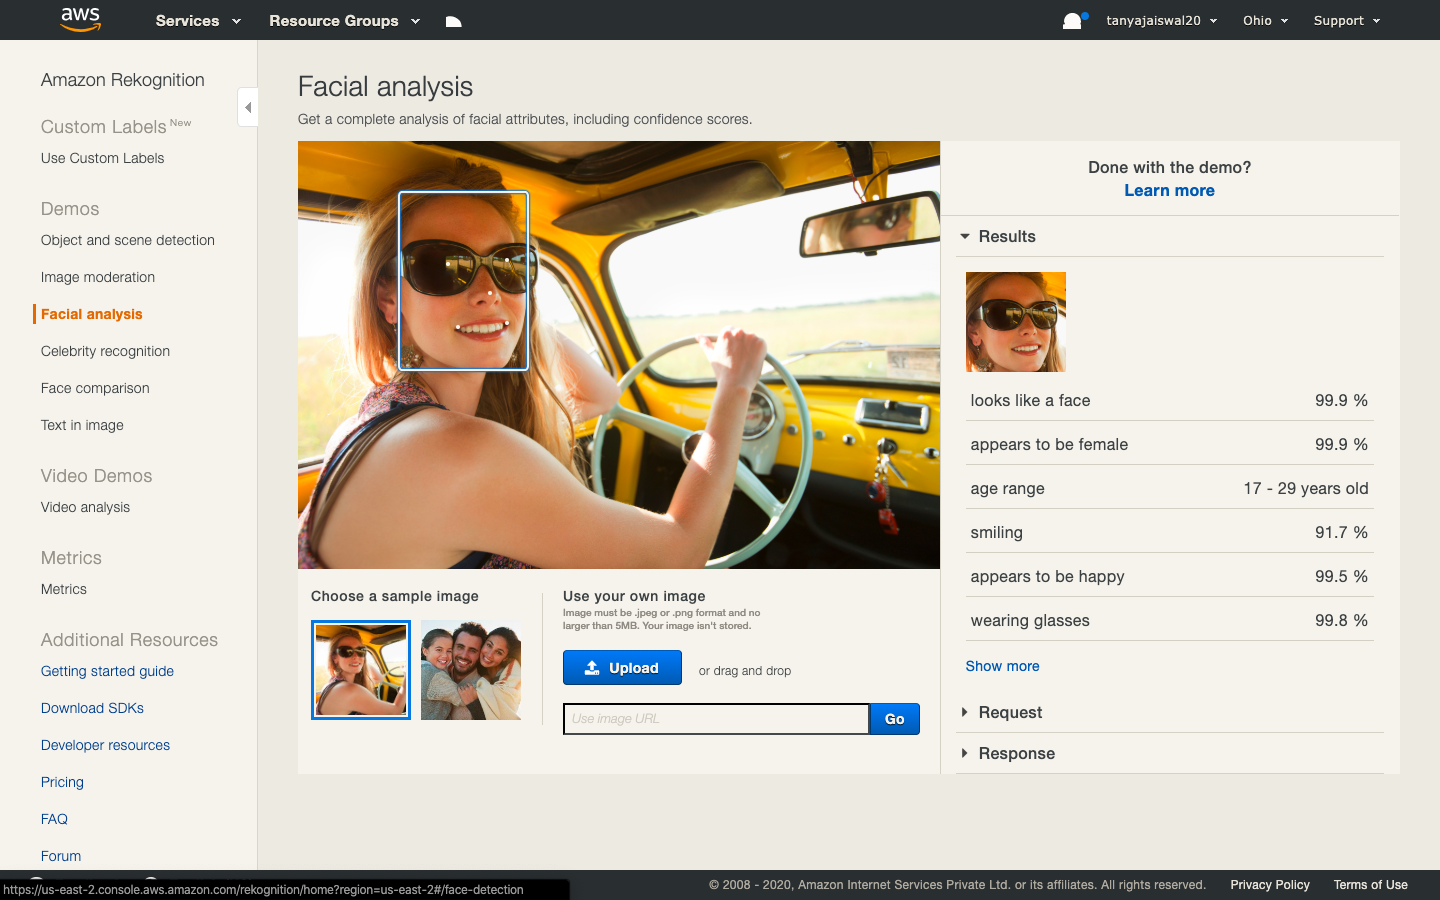 aws
Services
Resource Groups
tanyajaiswal20
Ohio
Support
Amazon Rekognition
Custom Labels New
Use Custom Labels
Demos
Object and scene detection
Image moderation
Facial analysis
Celebrity recognition
Face comparison
Text in image
Video Demos
Video analysis
Metrics
Metrics
Additional Resources
Getting started guide
Download SDKs
Developer resources
Pricing
FAQ
Forum
Facial analysis
Get a complete analysis of facial attributes, including confidence scores.
Choose a sample image
Use your own image
Image must be .jpeg or .png format and no
larger than 5MB. Your image isn't stored.
Upload
or drag and drop
Use image URL
Go
Done with the demo?
Learn more
Results
looks like a face 99.9 %
appears to be female 99.9 %
age range 17 - 29 years old
smiling 91.7 %
appears to be happy 99.5 %
wearing glasses 99.8 %
Show more
Request
Response
https://us-east-2.console.aws.amazon.com/rekognition/home?region=us-east-2#/face-detection
© 2008 - 2020, Amazon Internet Services Private Ltd. or its affiliates. All rights reserved.
Privacy Policy
Terms of Use